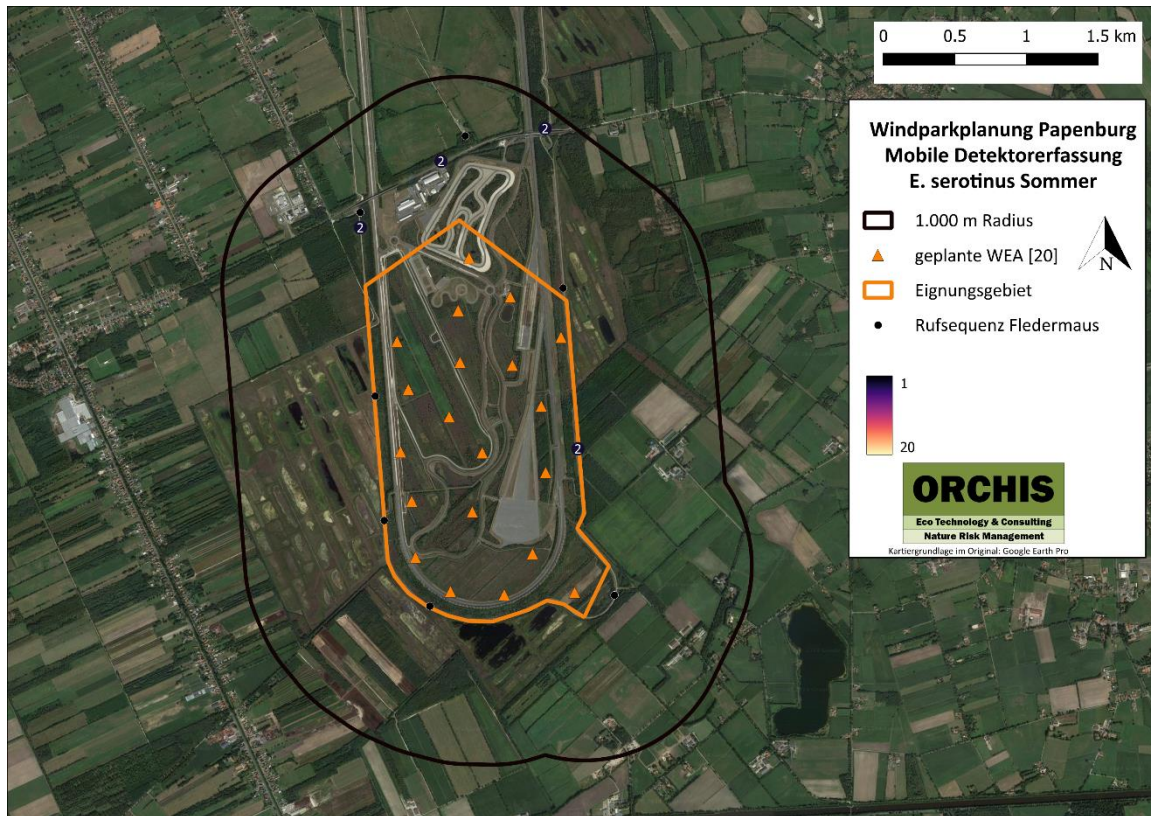 0 0.5 1 1.5 km
Windparkplanung Papenburg
Mobile Detektorerfassung
E. serotinus Sommer
1.000 m Radius
geplante WEA [20]
Eignungsgebiet
Rufsequenz Fledermaus
N
1
20
ORCHIS
Eco Technology & Consulting
Nature Risk Management
Kartiergrundlage im Original: Google Earth Pro
2
2
2
2